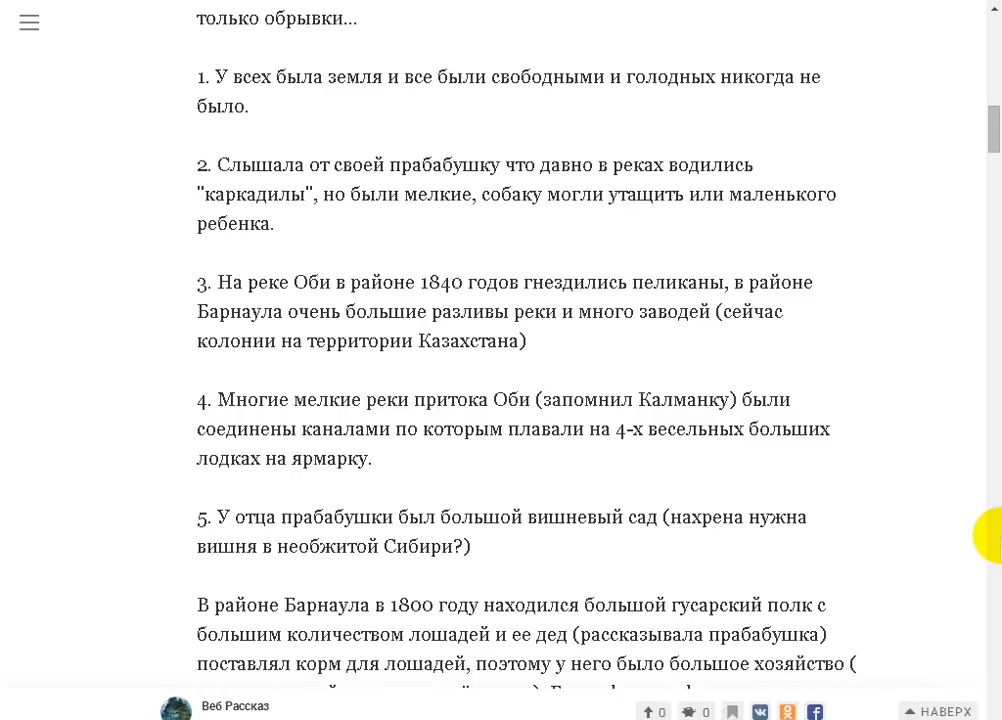 только обрывки...
1. У всех была земля и все были свободными и голодных никогда не
было.
2. Слышала от своей прабабушку что давно в реках водились
"каркадилы", но были мелкие, собаку могли утащить или маленького
ребенка.
3. На реке Оби в районе 1840 годов гнездились пеликаны, в районе
Барнаула очень большие разливы реки и много заводей (сейчас
колонии на территории Казахстана)
4. Многие мелкие реки притока Оби (запомнил Калманку) были
соединены каналами по которым плавали на 4-х весельных больших
лодках на ярмарку.
5. У отца прабабушки был большой вишневый сад (нахрена нужна
вишня в необжитой Сибири?)
В районе Барнаула в 1800 году находился большой гусарский полк с
большим количеством лошадей и ее дед (рассказывала прабабушка)
поставлял корм для лошадей, поэтому у него было большое хозяйство (
Веб Рассказ
0
0
НАВЕРХ